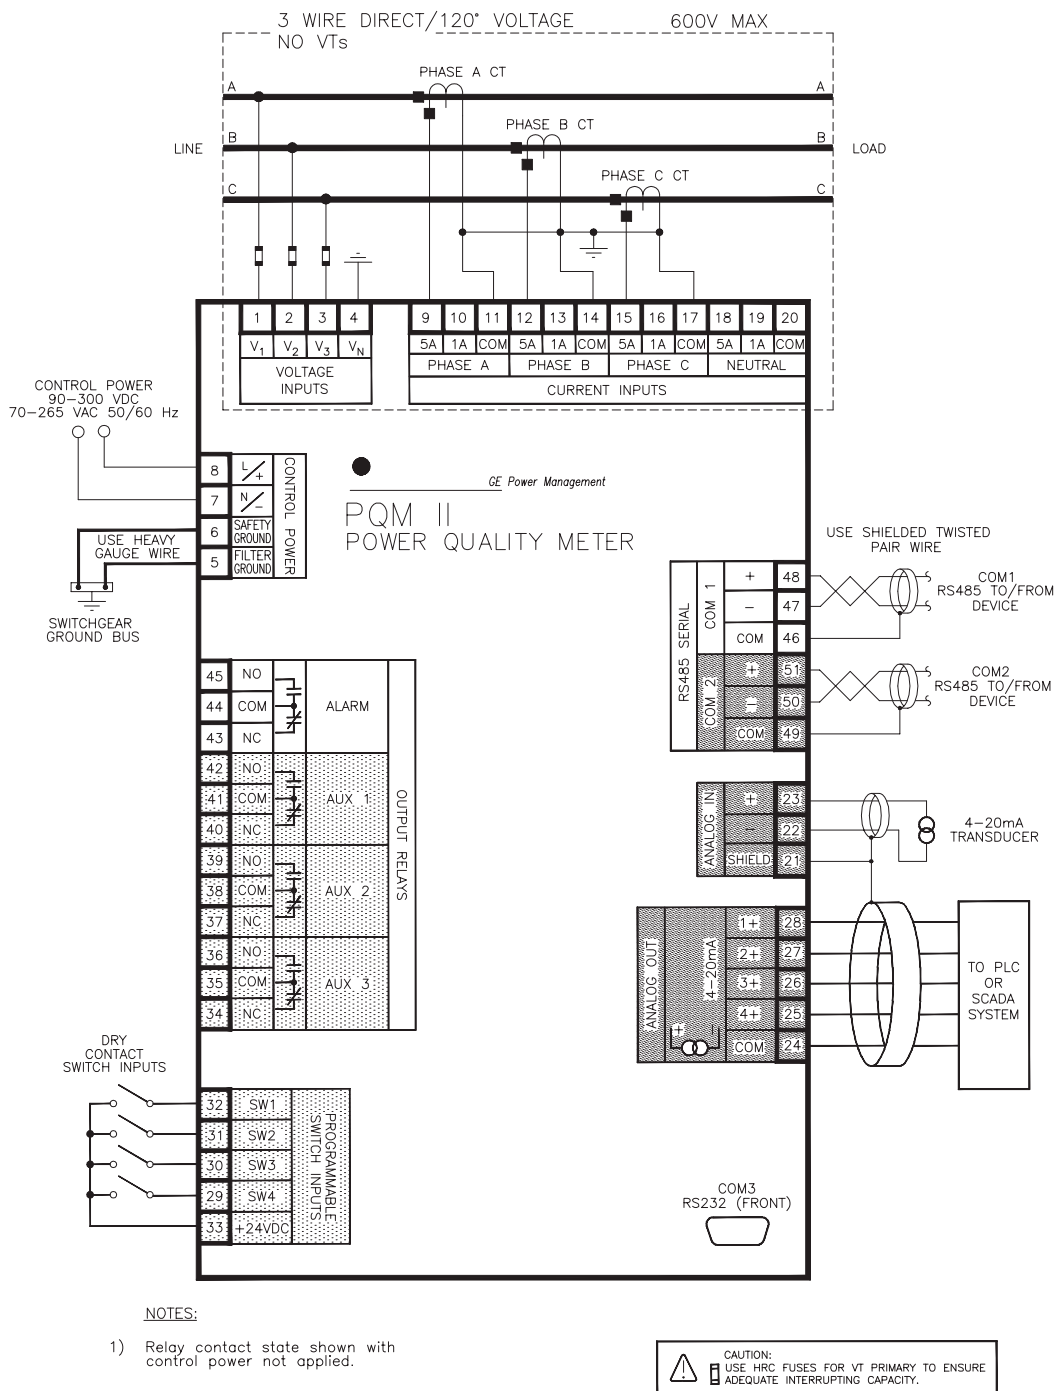 3 WIRE DIRECT/120° VOLTAGE 600V MAX
NO VTs
PHASE A CT
A A
PHASE B CT
B B
LINE LOAD
PHASE C CT
C C
1 2 3 4 9 10 11 12 13 14 15 16 17 18 19 20
V1 V2 V3 VN 5A 1A COM 5A 1A COM 5A 1A COM 5A 1A COM
VOLTAGE
INPUTS
PHASE A PHASE B PHASE C NEUTRAL
CURRENT INPUTS
CONTROL POWER
90-300 VDC
70-265 VAC 50/60 Hz
8 L/+
7 N/-
6 SAFETY
GROUND
5 FILTER
GROUND
CONTROL POWER
USE HEAVY
GAUGE WIRE
SWITCHGEAR
GROUND BUS
GE Power Management
PQM II
POWER QUALITY METER
USE SHIELDED TWISTED
PAIR WIRE
RS485 SERIAL
COM 1
+ 48
- 47
COM 46
COM1
RS485 TO/FROM
DEVICE
COM 2
+ 51
- 50
COM 49
COM2
RS485 TO/FROM
DEVICE
45 NO
44 COM
43 NC
ALARM
42 NO
41 COM
40 NC
AUX 1
39 NO
38 COM
37 NC
AUX 2
36 NO
35 COM
34 NC
AUX 3
OUTPUT RELAYS
ANALOG IN
+ 23
- 22
SHIELD 21
4-20mA
TRANSDUCER
ANALOG OUT
4-20mA
+ -
1+ 28
2+ 27
3+ 26
4+ 25
COM 24
TO PLC
OR
SCADA
SYSTEM
DRY
CONTACT
SWITCH INPUTS
32 SW1
31 SW2
30 SW3
29 SW4
33 +24VDC
PROGRAMMABLE
SWITCH INPUTS
COM3
RS232 (FRONT)
NOTES:
1) Relay contact state shown with
control power not applied.
CAUTION:
USE HRC FUSES FOR VT PRIMARY TO ENSURE
ADEQUATE INTERRUPTING CAPACITY.